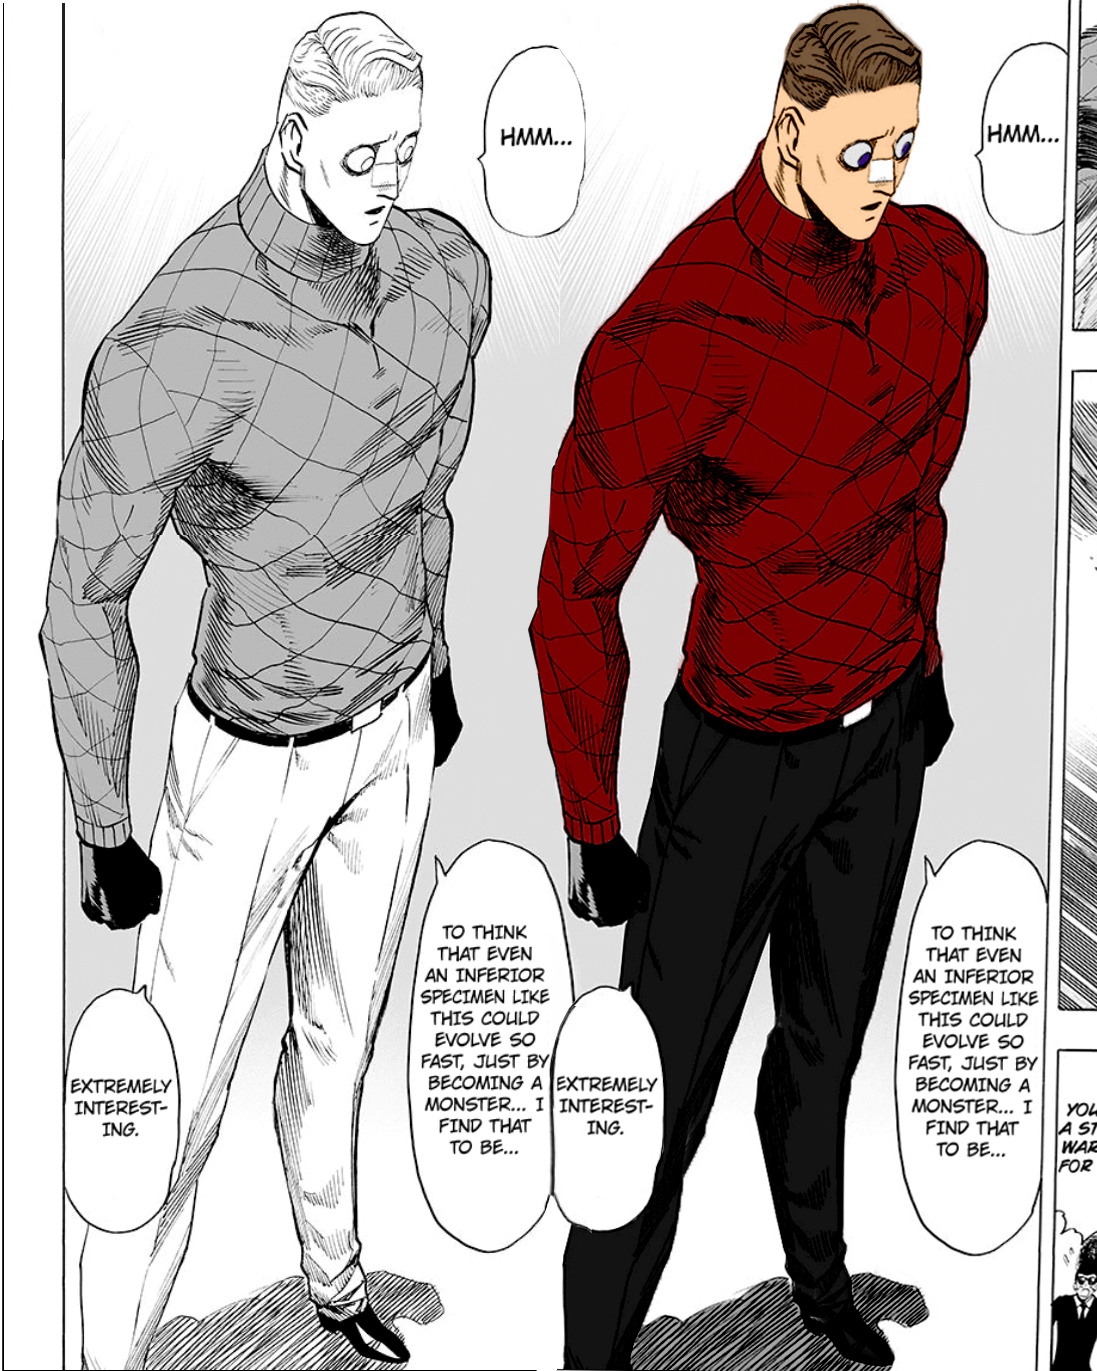 HMM...
TO THINK
THAT EVEN
AN INFERIOR
SPECIMEN LIKE
THIS COULD
EVOLVE SO
FAST, JUST BY
BECOMING A
MONSTER... I
FIND THAT
TO BE...
EXTREMELY
INTEREST-
ING.
HMM...
TO THINK
THAT EVEN
AN INFERIOR
SPECIMEN LIKE
THIS COULD
EVOLVE SO
FAST, JUST BY
BECOMING A
MONSTER... I
FIND THAT
TO BE...
EXTREMELY
INTEREST-
ING.
A
FOR